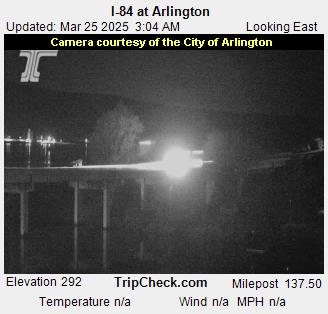 I-84 at Arlington
Updated: Mar 25 2025 3:04 AM Looking East
Camera courtesy of the City of Arlington
Elevation 292 TripCheck.com Milepost 137.50
Temperature n/a Wind n/a MPH n/a